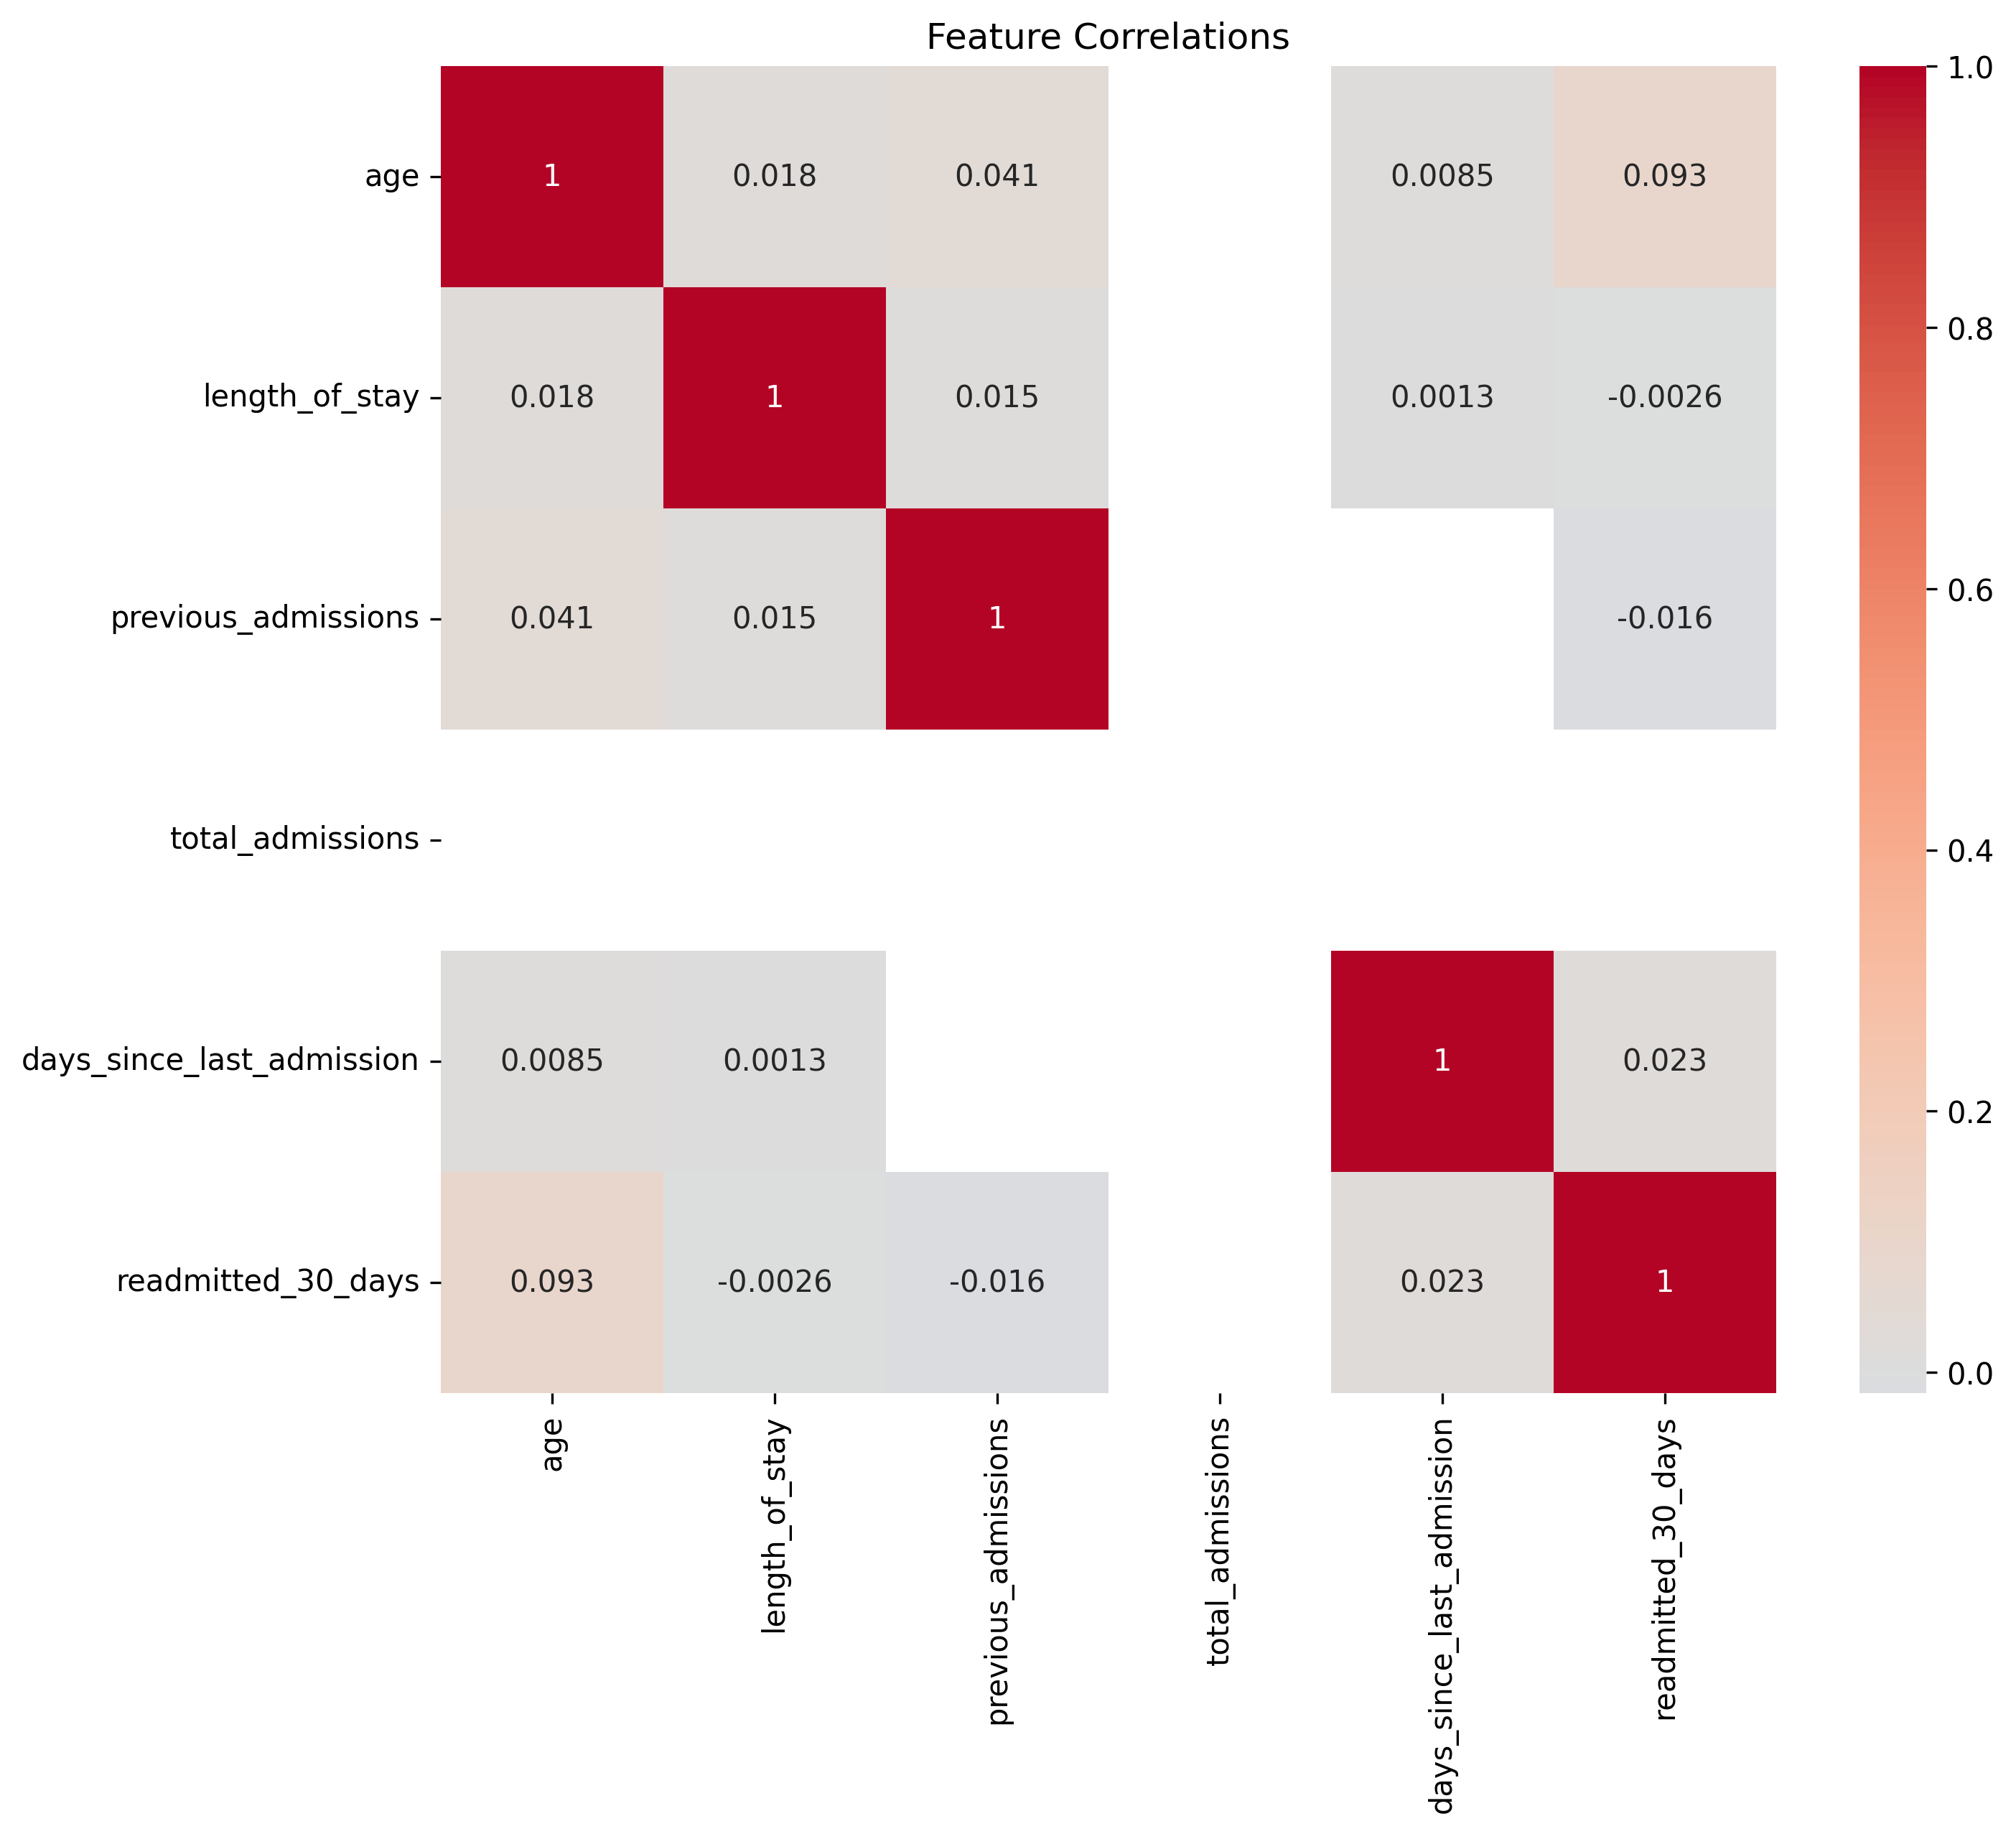 Feature Correlations
age 1 0.018 0.041 0.0085 0.093
length_of_stay 0.018 1 0.015 0.0013 -0.0026
previous_admissions 0.041 0.015 1 -0.016
total_admissions
days_since_last_admission 0.0085 0.0013 1 0.023
readmitted_30_days 0.093 -0.0026 -0.016 0.023 1
age
length_of_stay
previous_admissions
total_admissions
days_since_last_admission
readmitted_30_days
1.0
0.8
0.6
0.4
0.2
0.0